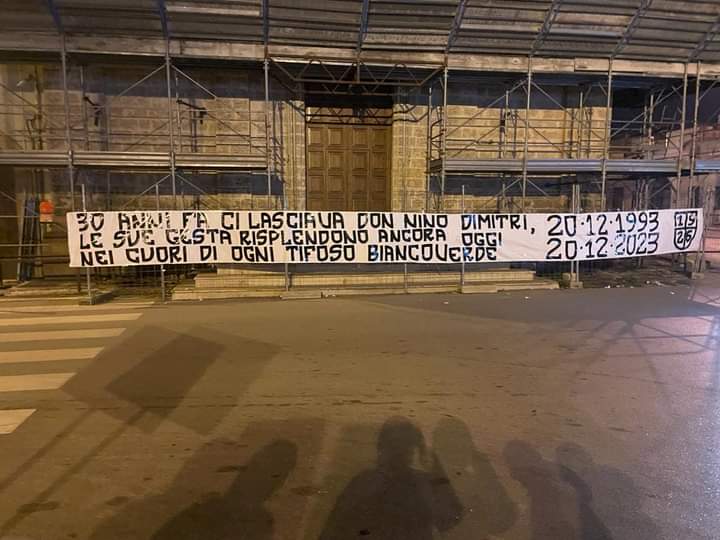 30 ANNI FA CI LASCIAVA DON NINO DIMITRI, 20·12·1993
LE SUE GESTA RISPLENDONO ANCORA OGGI 20·12·2023
NEI CUORI DI OGNI TIFOSO BIANCOVERDE